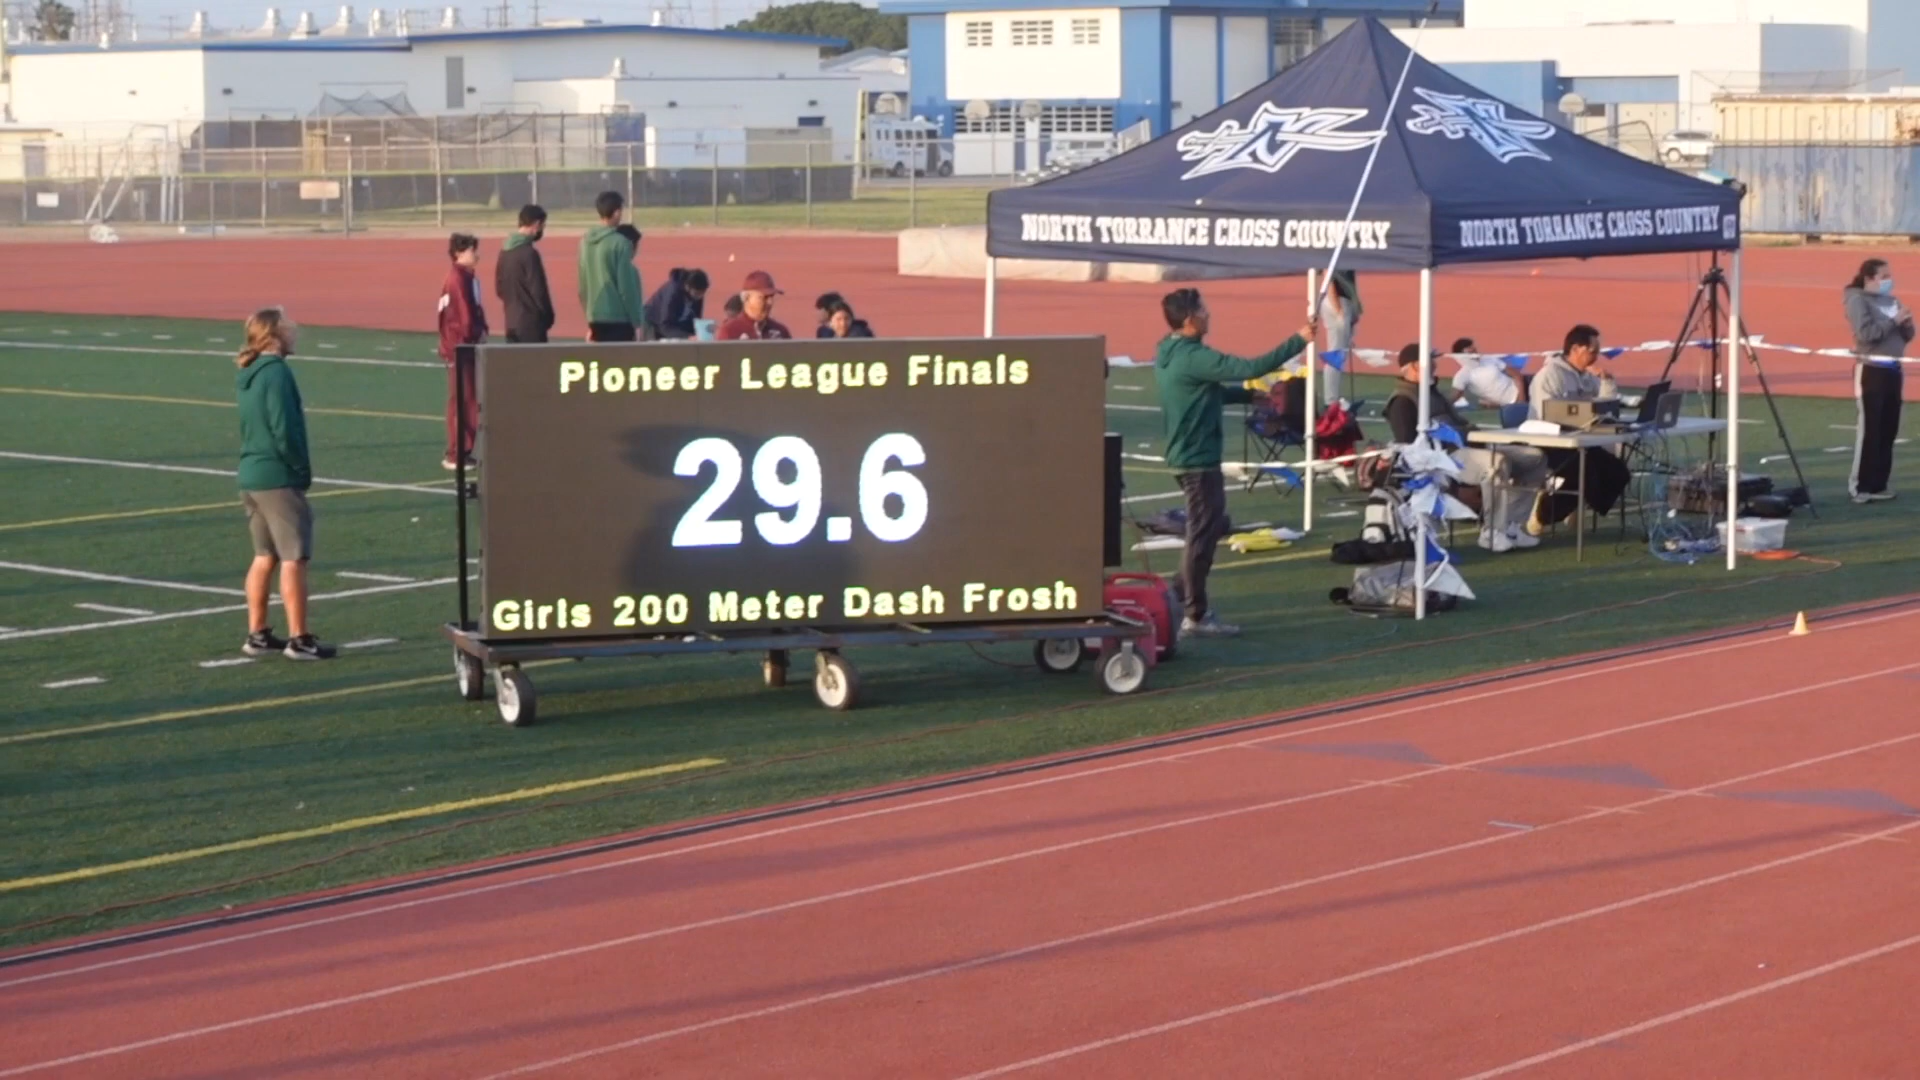 NORTH TORRANCE CROSS COUNTRY
NORTH TORRANCE CROSS COUNTRY
Pioneer League Finals
29.6
Girls 200 Meter Dash Frosh